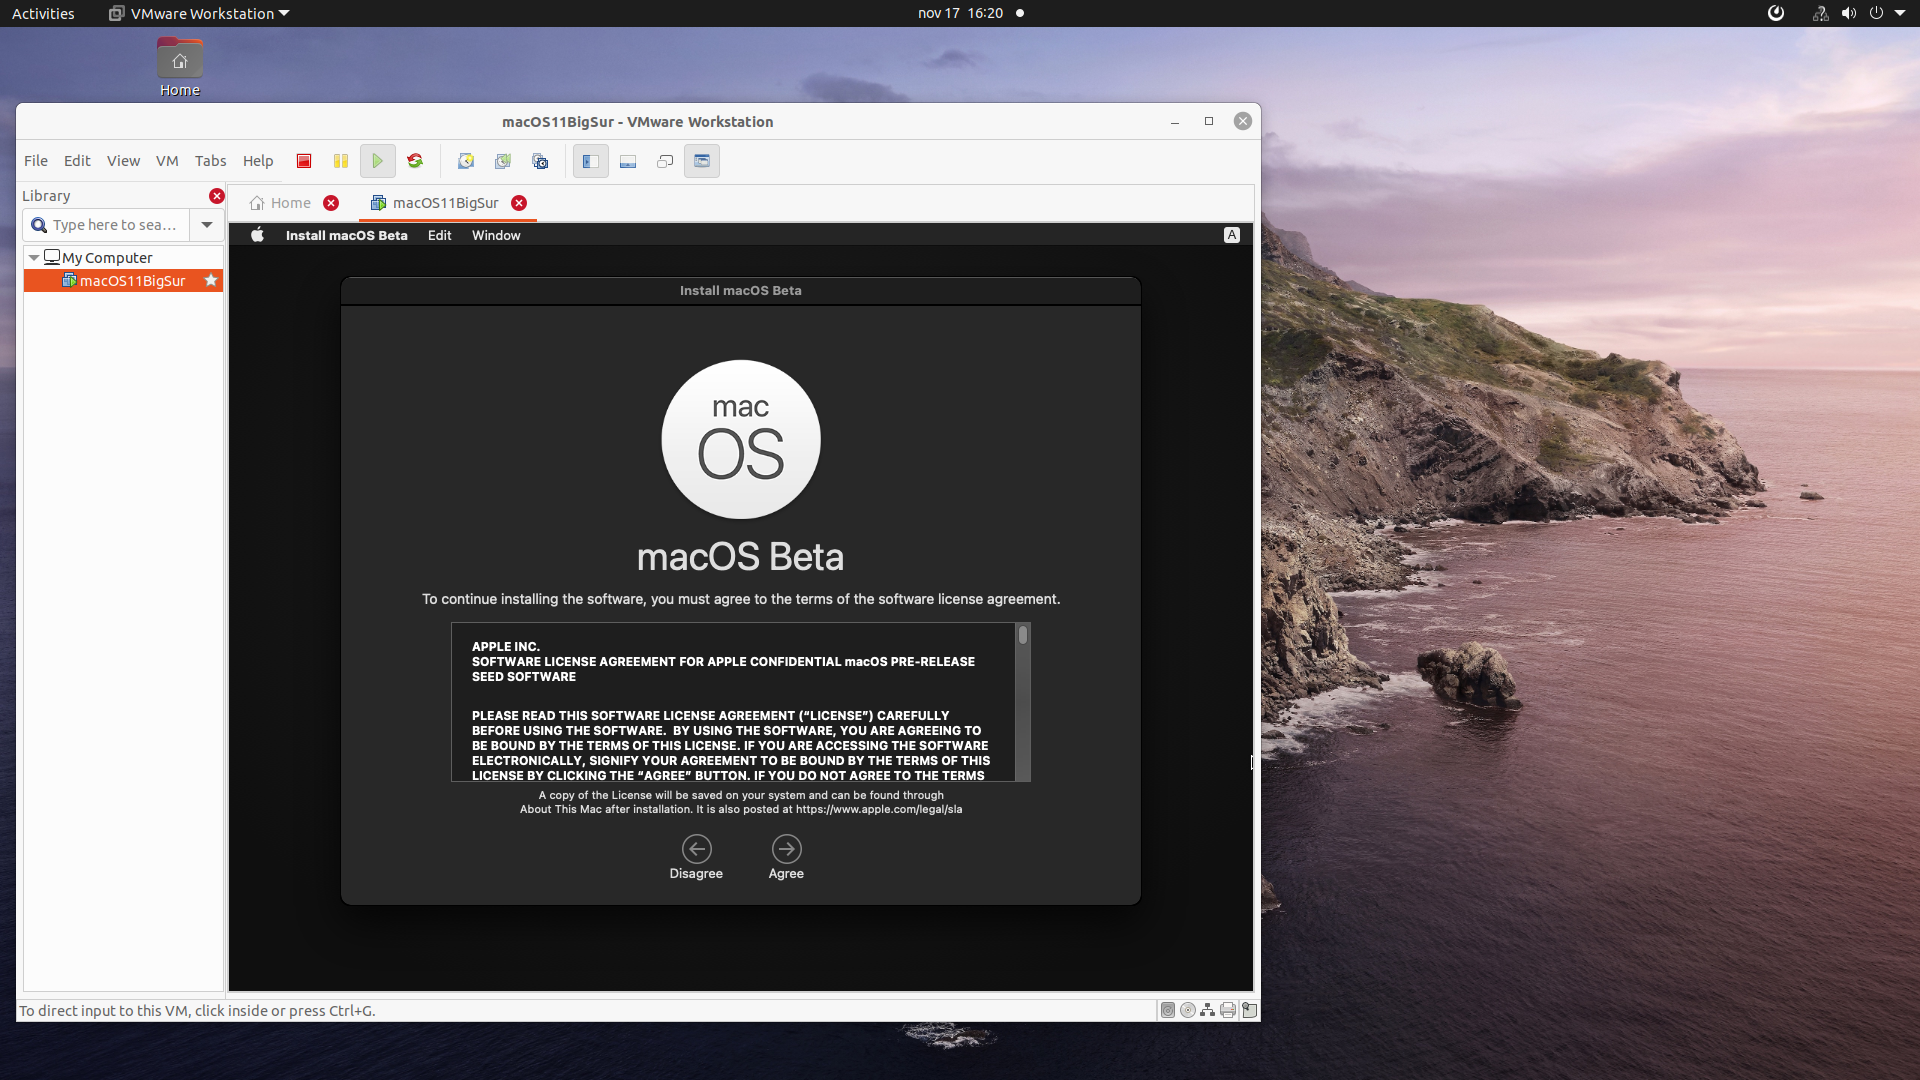 Activities
VMware Workstation
nov 17 16:20
Home
macOS11BigSur - VMware Workstation
File Edit View VM Tabs Help
Library
Home
macOS11BigSur
Type here to sea...
My Computer
macOS11BigSur
Install macOS Beta Edit Window
A
Install macOS Beta
mac
OS
macOS Beta
To continue installing the software, you must agree to the terms of the software license agreement.
APPLE INC.
SOFTWARE LICENSE AGREEMENT FOR APPLE CONFIDENTIAL macOS PRE-RELEASE
SEED SOFTWARE
PLEASE READ THIS SOFTWARE LICENSE AGREEMENT (“LICENSE”) CAREFULLY
BEFORE USING THE SOFTWARE.  BY USING THE SOFTWARE, YOU ARE AGREEING TO
BE BOUND BY THE TERMS OF THIS LICENSE. IF YOU ARE ACCESSING THE SOFTWARE
ELECTRONICALLY, SIGNIFY YOUR AGREEMENT TO BE BOUND BY THE TERMS OF THIS
LICENSE BY CLICKING THE “AGREE” BUTTON. IF YOU DO NOT AGREE TO THE TERMS
A copy of the License will be saved on your system and can be found through
About This Mac after installation. It is also posted at https://www.apple.com/legal/sla
Disagree
Agree
To direct input to this VM, click inside or press Ctrl+G.